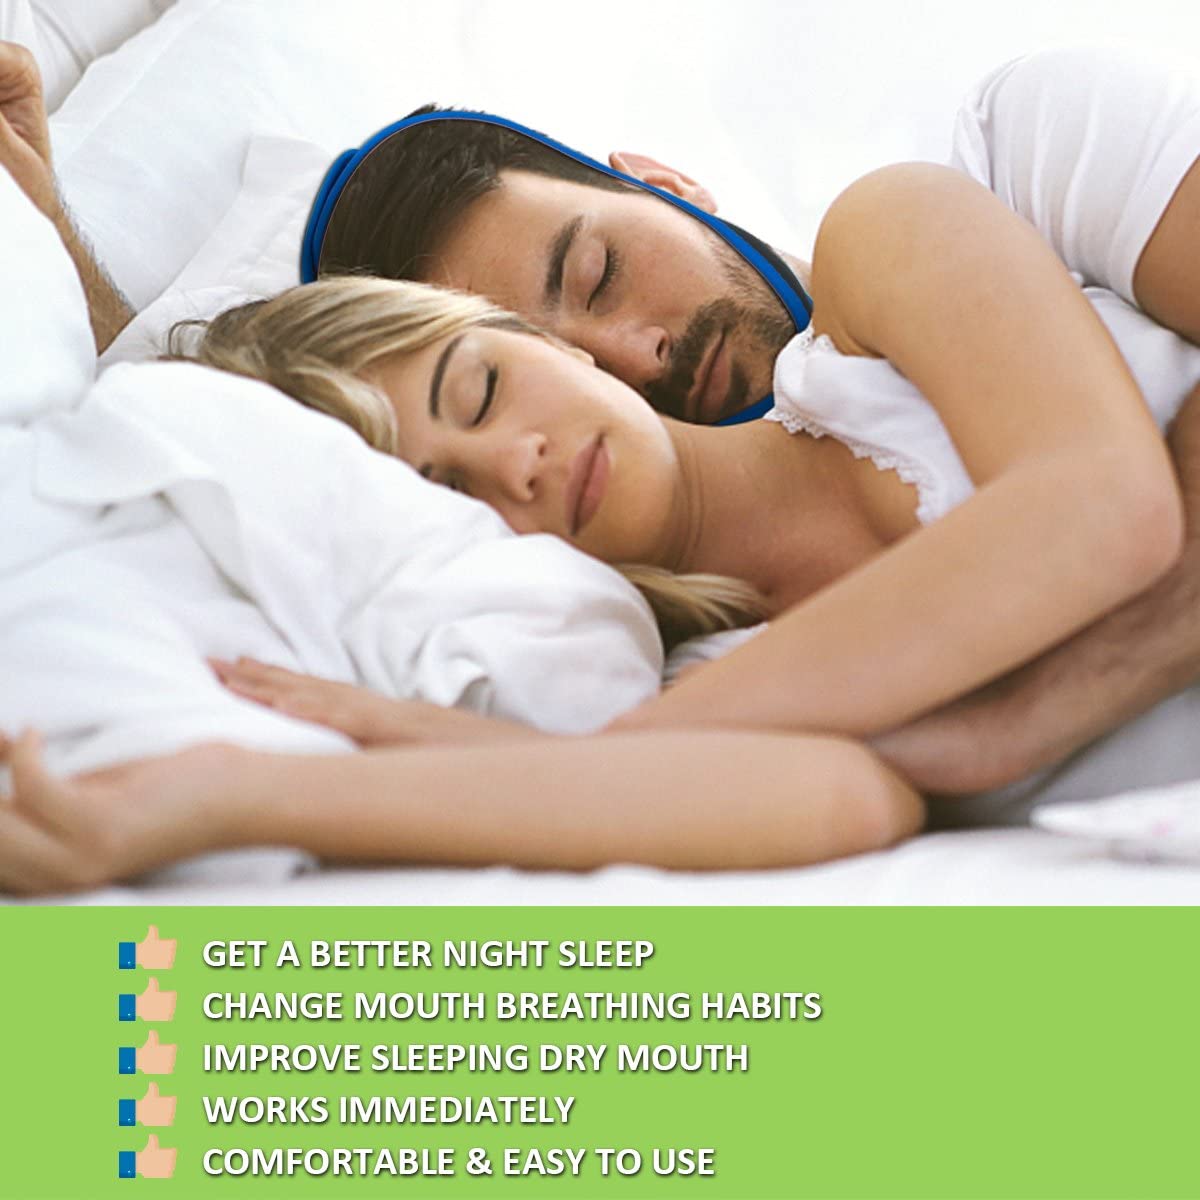 GET A BETTER NIGHT SLEEP
CHANGE MOUTH BREATHING HABITS
IMPROVE SLEEPING DRY MOUTH
WORKS IMMEDIATELY
COMFORTABLE & EASY TO USE